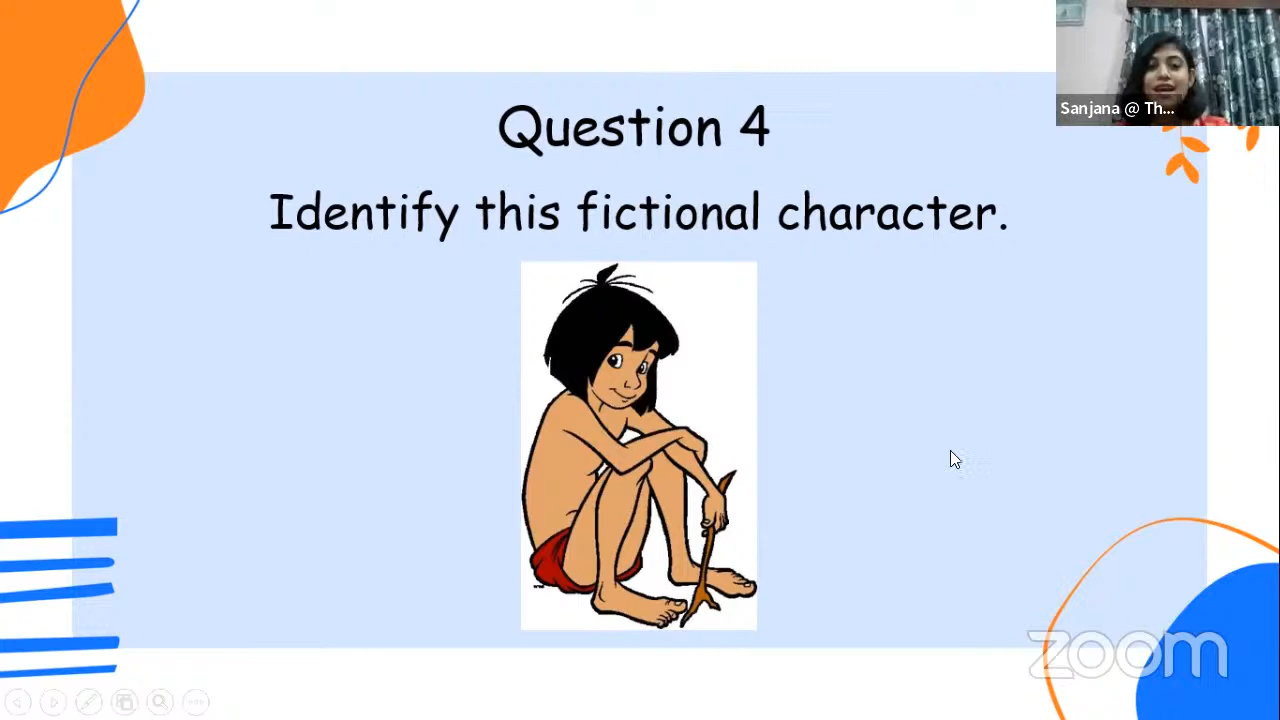 Question 4
Identify this fictional character.
Sanjana @ Th...
zoom